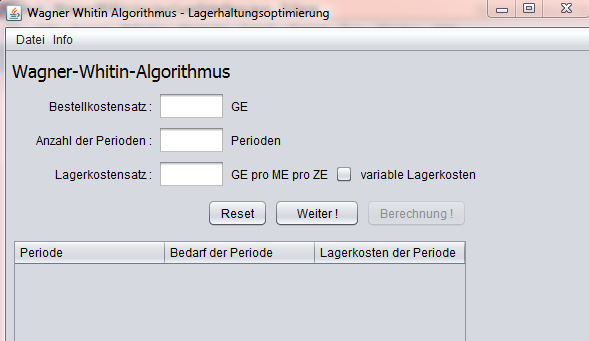 Wagner Whitin Algorithmus - Lagerhaltungsoptimierung
Datei Info
Wagner-Whitin-Algorithmus
Bestellkostensatz : GE
Anzahl der Perioden : Perioden
Lagerkostensatz : GE pro ME pro ZE variable Lagerkosten
Reset Weiter ! Berechnung !
Periode Bedarf der Periode Lagerkosten der Periode